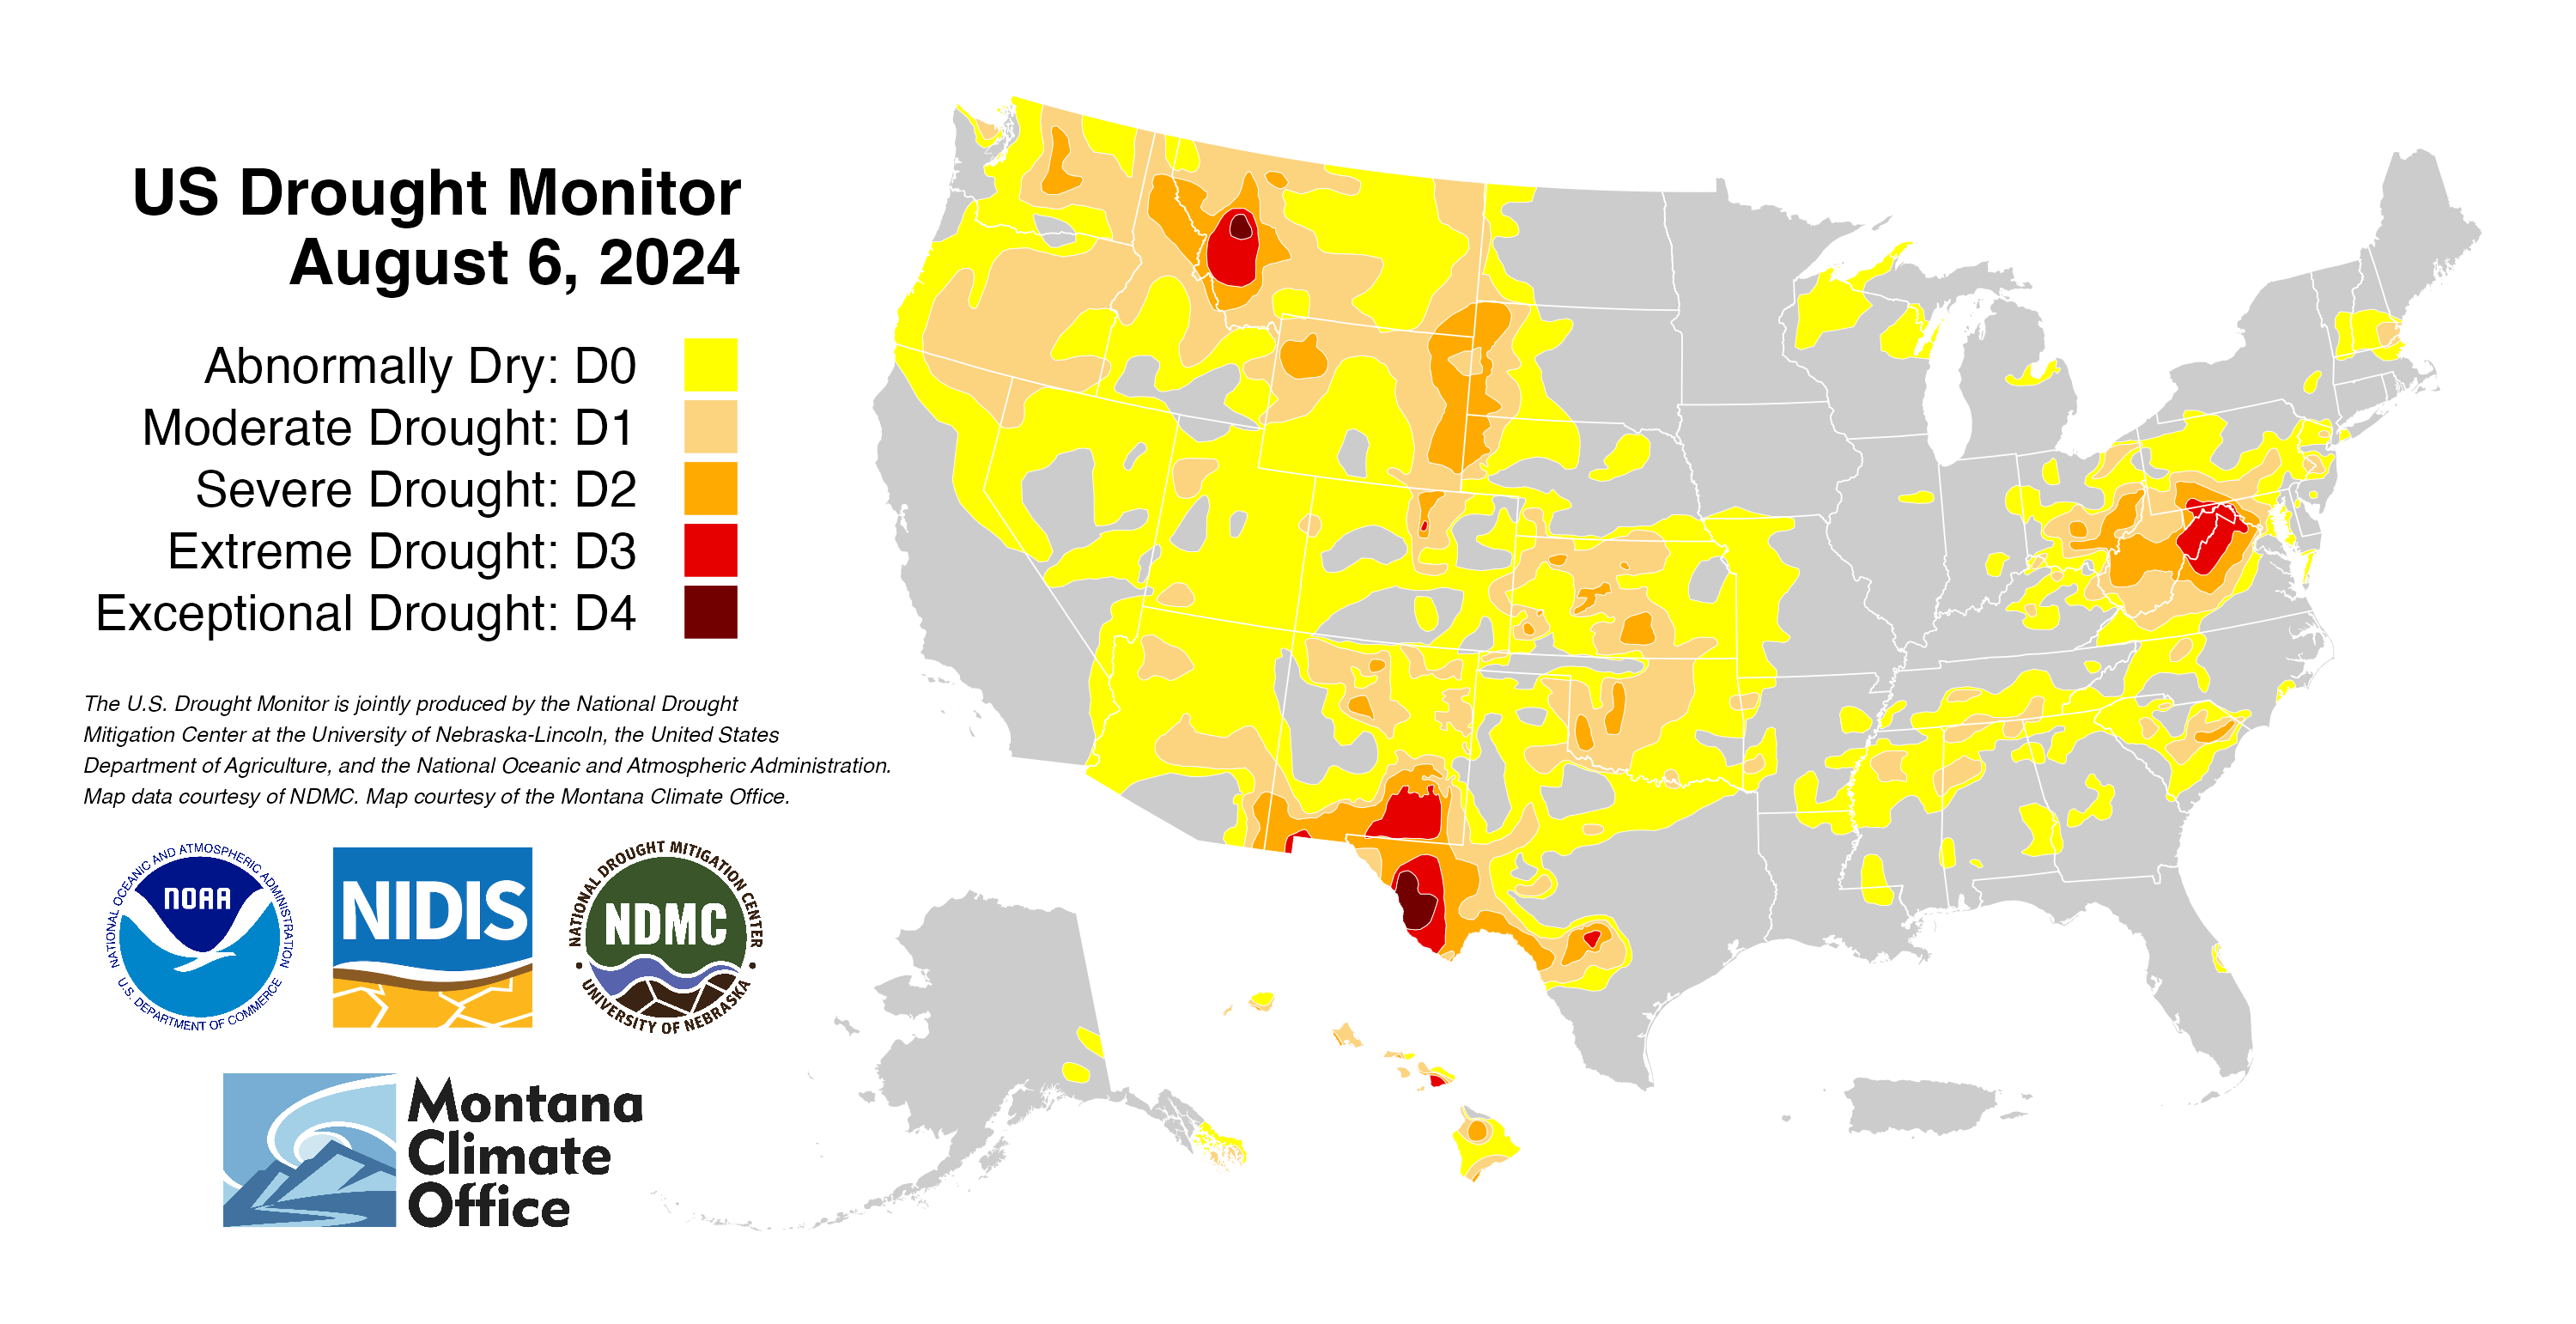 US Drought Monitor
August 6, 2024
Abnormally Dry: D0
Moderate Drought: D1
Severe Drought: D2
Extreme Drought: D3
Exceptional Drought: D4
The U.S. Drought Monitor is jointly produced by the National Drought
Mitigation Center at the University of Nebraska-Lincoln, the United States
Department of Agriculture, and the National Oceanic and Atmospheric Administration.
Map data courtesy of NDMC. Map courtesy of the Montana Climate Office.
NATIONAL OCEANIC AND ATMOSPHERIC ADMINISTRATION
NOAA
U.S. DEPARTMENT OF COMMERCE
NIDIS
NATIONAL DROUGHT MITIGATION CENTER
NDMC
UNIVERSITY OF NEBRASKA
Montana
Climate
Office